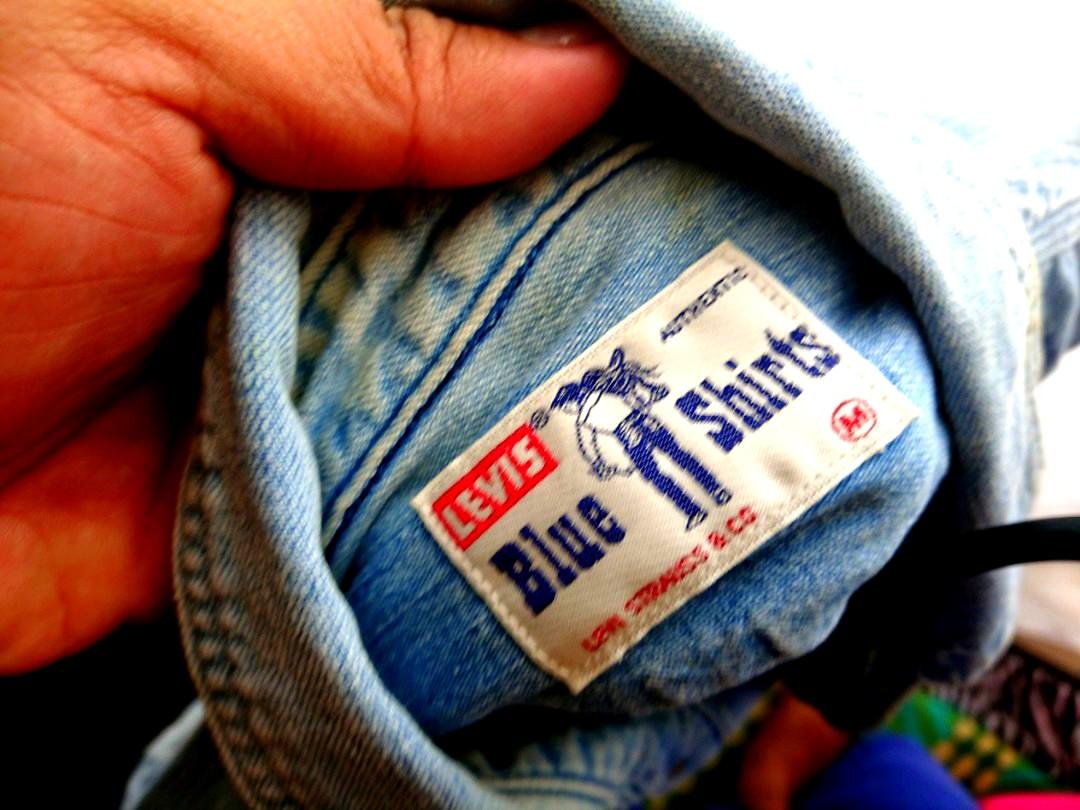 AUTHENTIC
LEVI'S ®
Blue Shirts
M
LEVI STRAUSS & CO